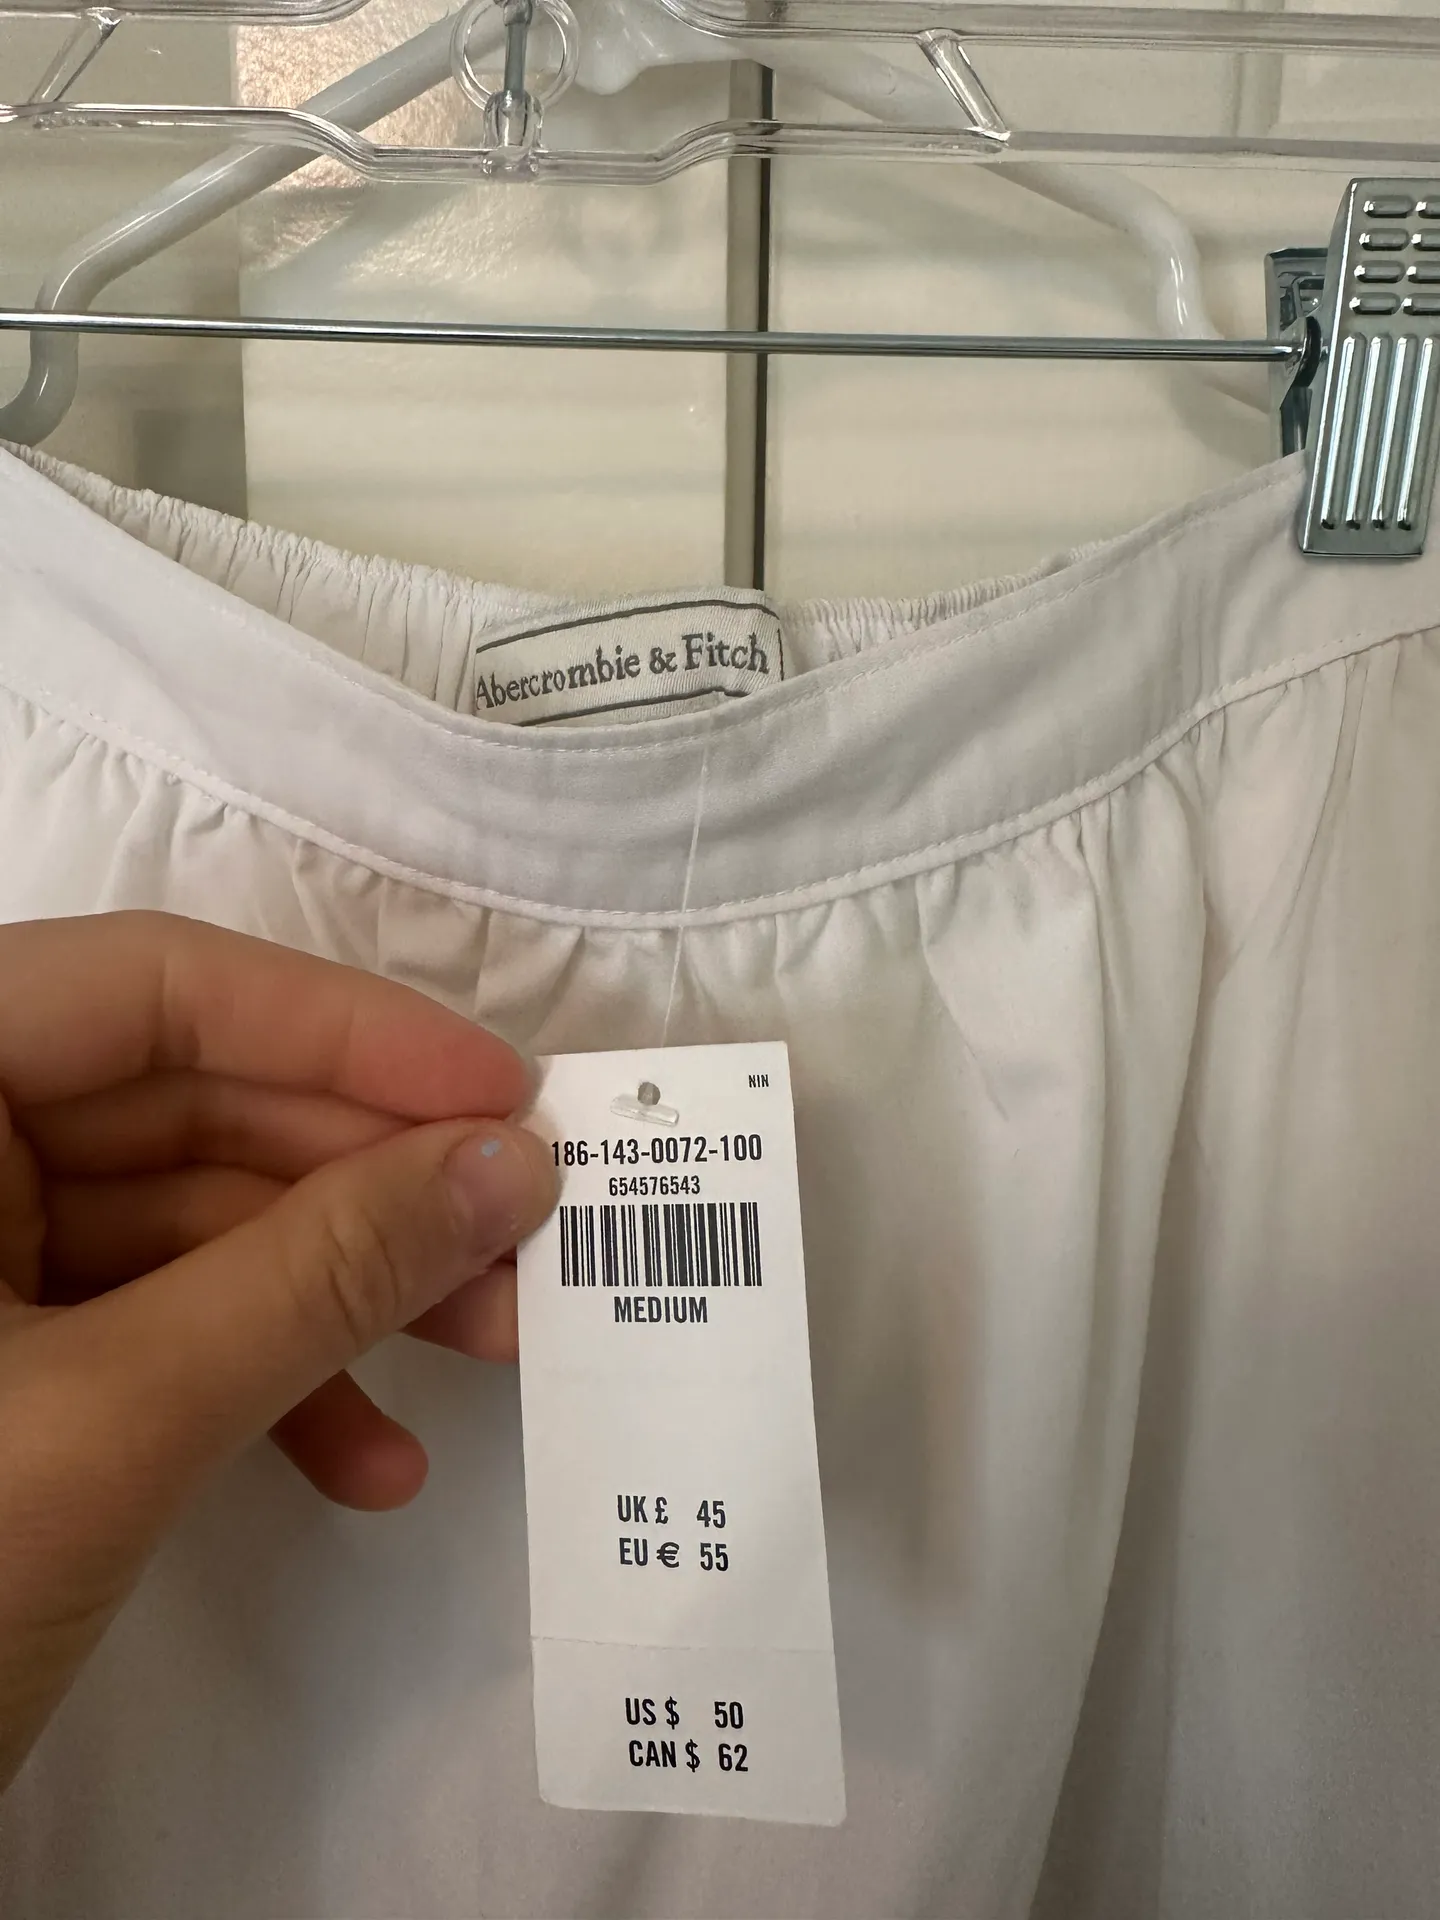 Abercrombie & Fitch
NIN
186-143-0072-100
654576543
MEDIUM
UK £ 45
EU € 55
US $ 50
CAN $ 62